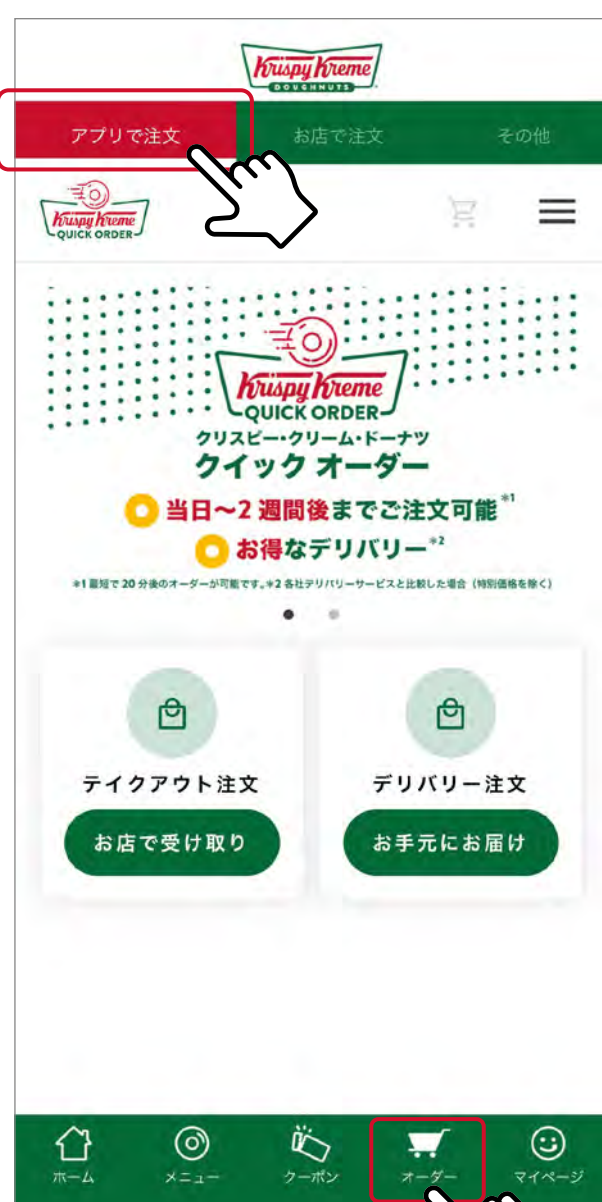 Krispy Kreme
DOUGHNUTS
アプリで注文 お店で注文 その他
Krispy Kreme
QUICK ORDER
Krispy Kreme
QUICK ORDER
クリスピー・クリーム・ドーナツ
クイック オーダー
当日〜2 週間後までご注文可能*1
お得なデリバリー*2
*1 最短で 20 分後のオーダーが可能です。*2 各社デリバリーサービスと比較した場合（特別価格を除く）
テイクアウト注文 デリバリー注文
お店で受け取り お手元にお届け
ホーム メニュー クーポン オーダー マイページ